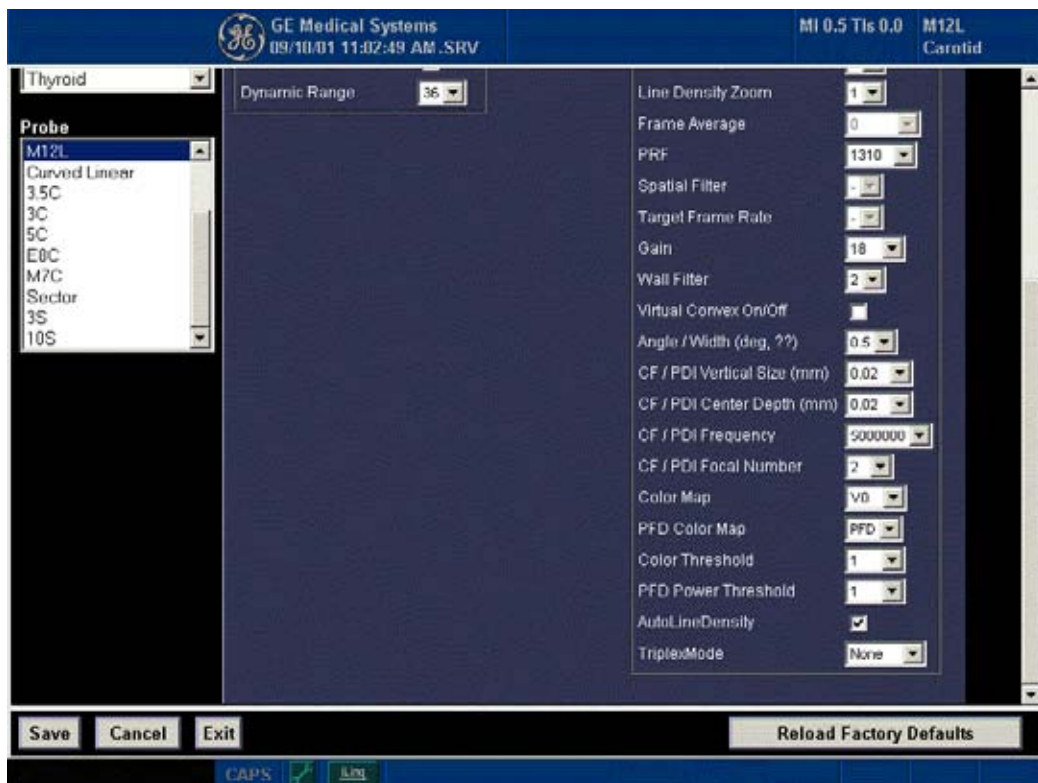 GE Medical Systems
09/10/01 11:02:49 AM .SRV
MI 0.5 TIs 0.0
M12L
Carotid
Thyroid
Probe
M12L
Curved Linear
3.5C
3C
5C
E8C
M7C
Sector
3S
10S
Dynamic Range 36
Line Density Zoom 1
Frame Average 0
PRF 1310
Spatial Filter -
Target Frame Rate -
Gain 18
Wall Filter 2
Virtual Convex On/Off
Angle / Width (deg, ??) 0.5
CF / PDI Vertical Size (mm) 0.02
CF / PDI Center Depth (mm) 0.02
CF / PDI Frequency 5000000
CF / PDI Focal Number 2
Color Map V0
PFD Color Map PFD
Color Threshold 1
PFD Power Threshold 1
AutoLineDensity
TriplexMode None
Save Cancel Exit Reload Factory Defaults
CAPS